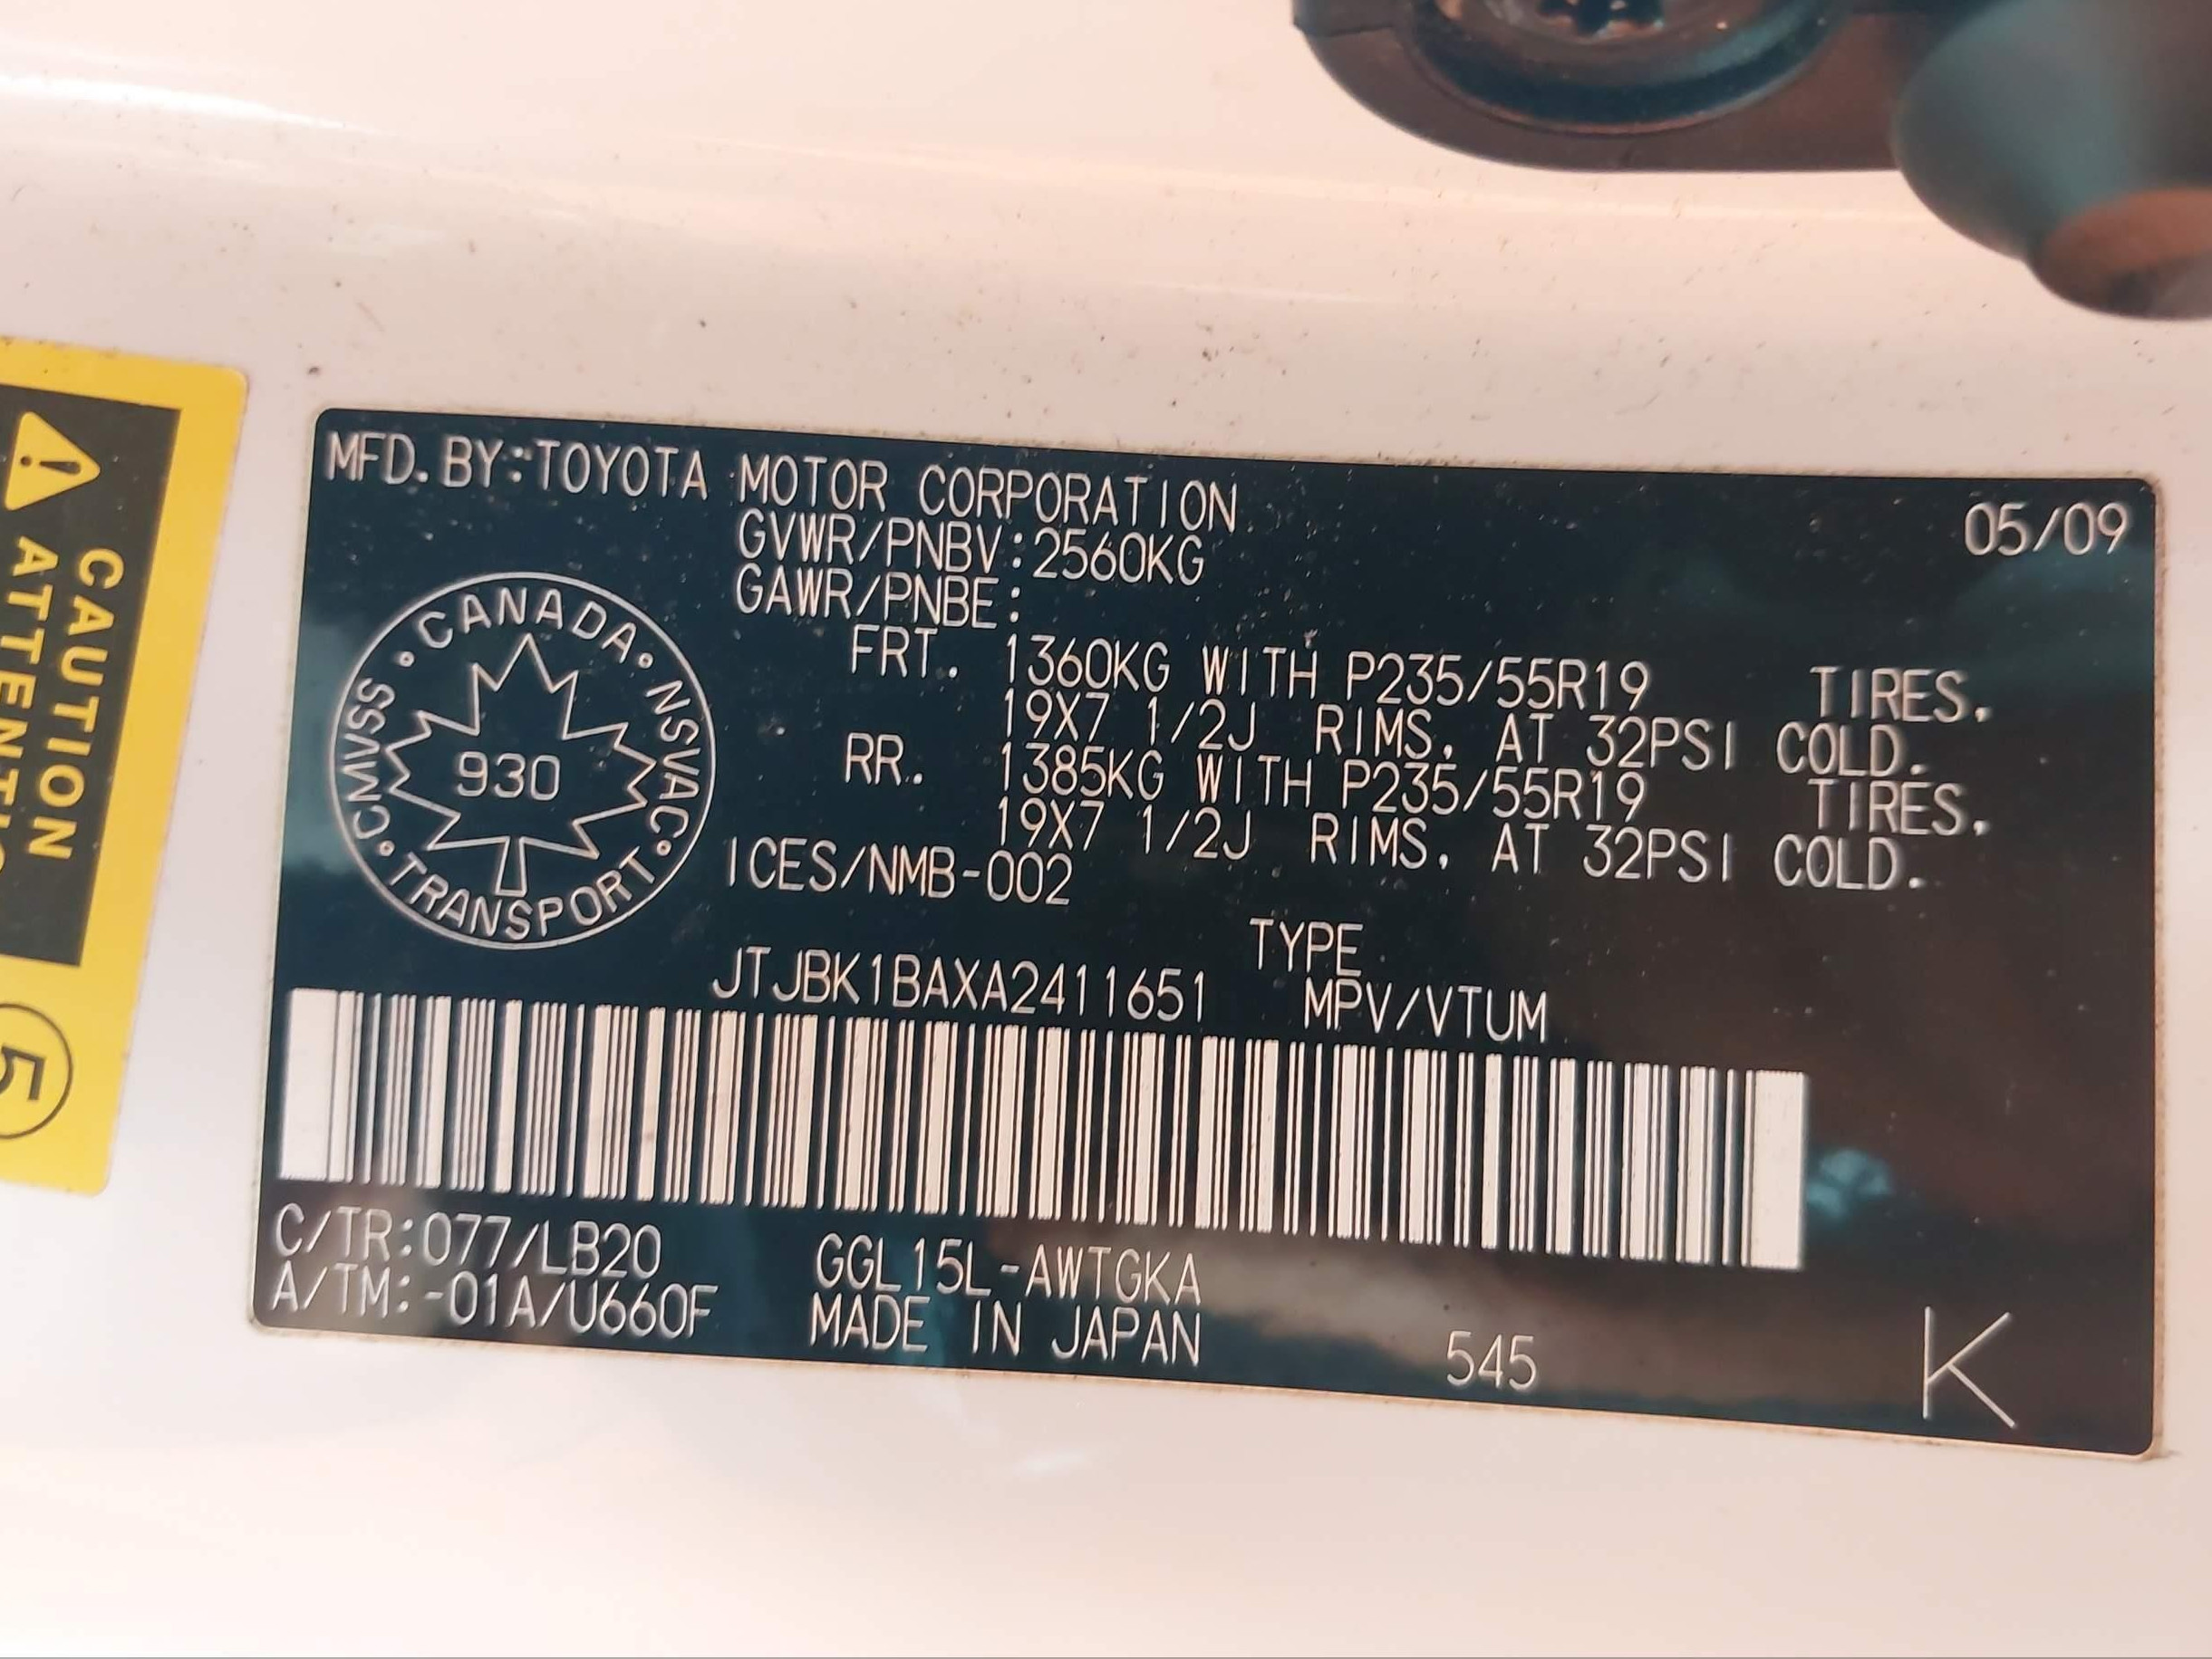 MFD. BY: TOYOTA MOTOR CORPORATION 05/09
GVWR/PNBV: 2560KG
GAWR/PNBE:
FRT. 1360KG WITH P235/55R19 TIRES,
19X7 1/2J RIMS, AT 32PSI COLD.
RR. 1385KG WITH P235/55R19 TIRES,
19X7 1/2J RIMS, AT 32PSI COLD.
ICES/NMB-002
CANADA • NSVAC • TRANSPORT • CMVSS •
930
TYPE
JTJBK1BAXA2411651 MPV/VTUM
C/TR: 077/LB20 GGL15L-AWTGKA
A/TM: -01A/U660F MADE IN JAPAN 545 K
CAUTION
5